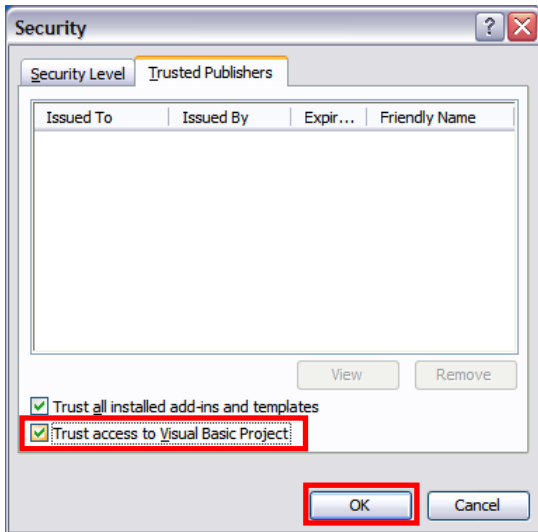 Security
Security Level Trusted Publishers
Issued To Issued By Expir... Friendly Name
View Remove
Trust all installed add-ins and templates
Trust access to Visual Basic Project
OK Cancel